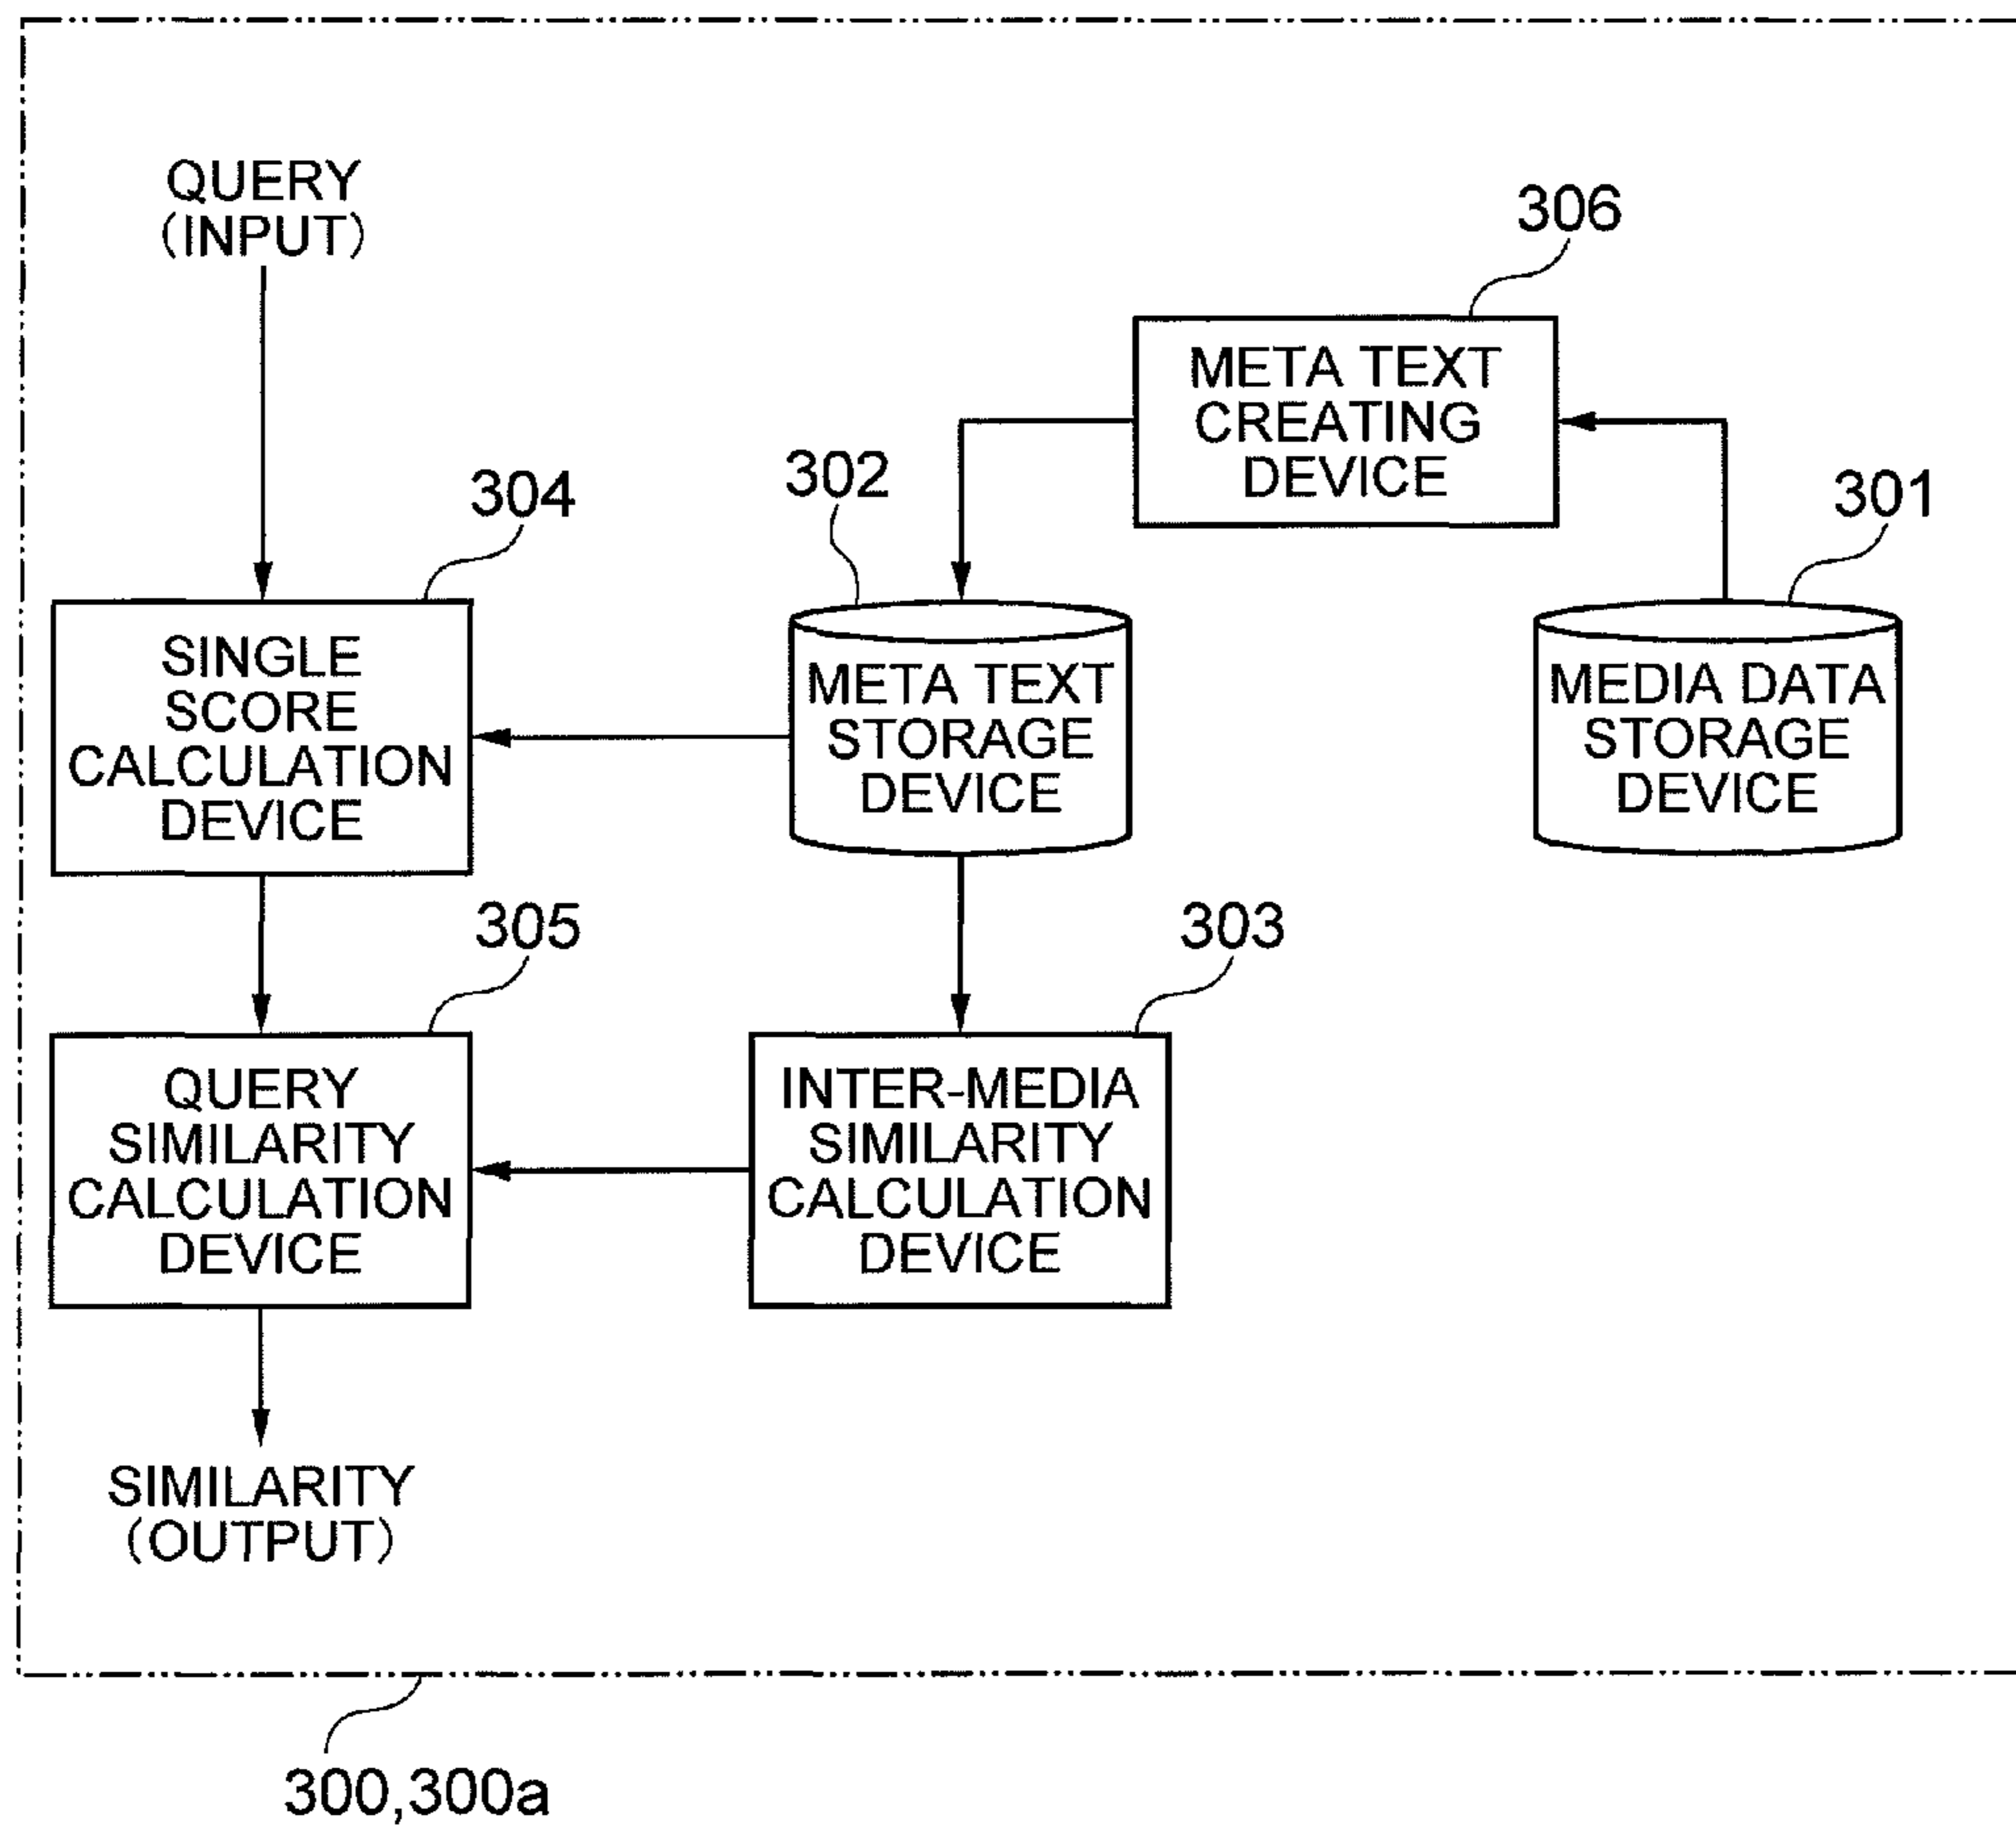 QUERY
(INPUT)
306
META TEXT
CREATING
DEVICE
304
302
301
SINGLE
SCORE
CALCULATION
DEVICE
META TEXT
STORAGE
DEVICE
MEDIA DATA
STORAGE
DEVICE
305
303
QUERY
SIMILARITY
CALCULATION
DEVICE
INTER-MEDIA
SIMILARITY
CALCULATION
DEVICE
SIMILARITY
(OUTPUT)
300,300a